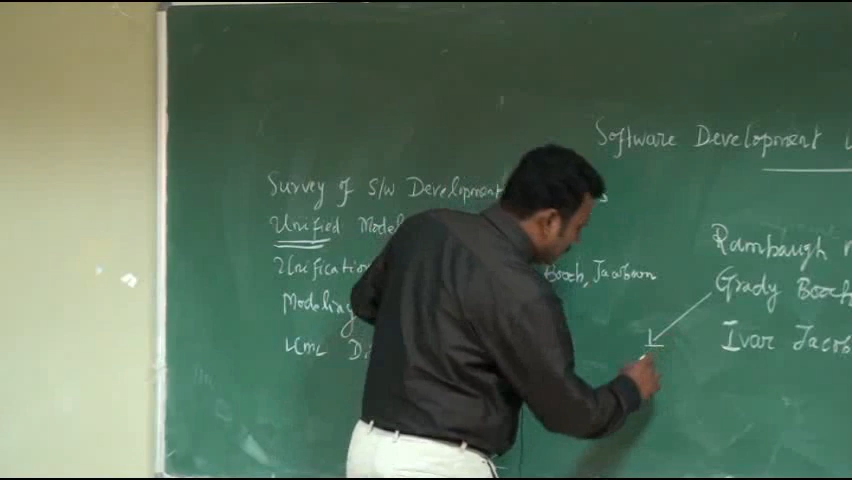 Software Development
Survey of S/W Development
Unified Model
Unification Booch, Jacobson
Modeling
UML
Rambaugh
Grady Booch
Ivar Jacob